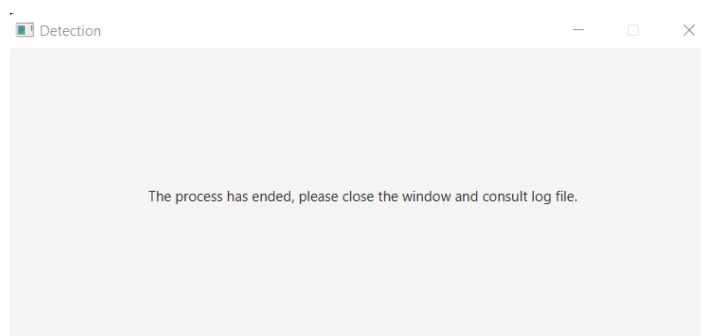 Detection
The process has ended, please close the window and consult log file.